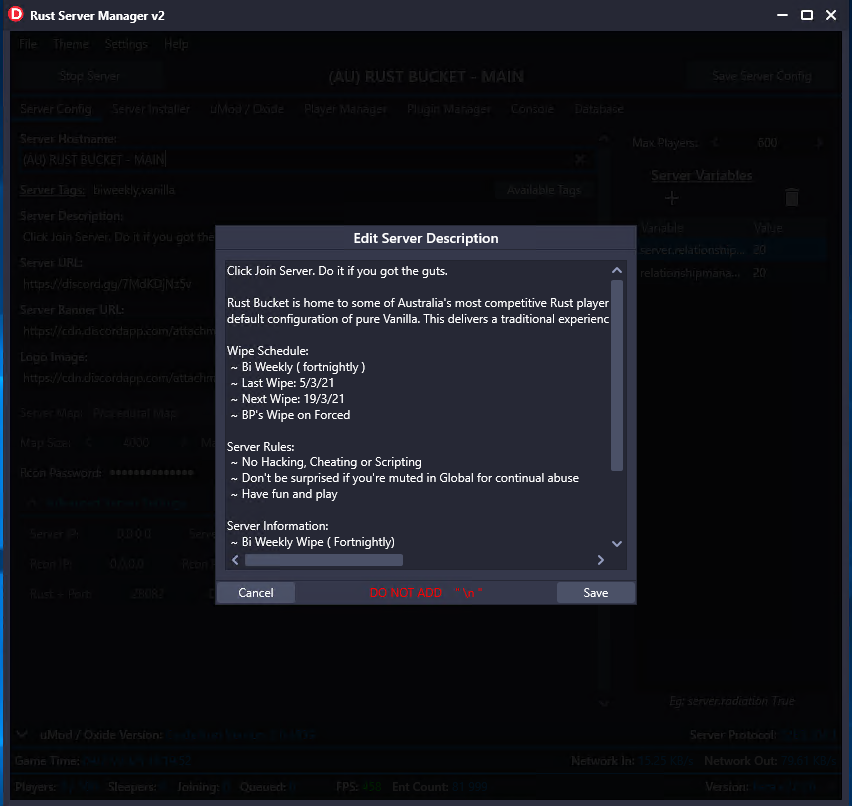 Rust Server Manager v2
File Theme Settings Help
Stop Server
(AU) RUST BUCKET - MAIN
Save Server Config
Server Config Server Installer uMod / Oxide Player Manager Plugin Manager Console Database
Server Hostname:
(AU) RUST BUCKET - MAIN
Max Players: 600
Server Tags: biweekly,vanilla
Available Tags
Server Variables
Server Description:
Click Join Server. Do it if you got the
Variable Value
server.relationship... 20
relationshipmana... 20
Server URL:
Server Banner URL:
https://cdn.discordapp.com/attachm
Logo Image:
https://cdn.discordapp.com/attachm
Server Map: Procedural Map
Map Size: 4000
Rcon Password:
Server IP: 0.0.0.0
Rcon IP: 0.0.0.0
Rust + Port: 28082
Edit Server Description
Click Join Server. Do it if you got the guts.
Rust Bucket is home to some of Australia's most competitive Rust player
default configuration of pure Vanilla. This delivers a traditional experienc
Wipe Schedule:
~ Bi Weekly ( fortnightly )
~ Last Wipe: 5/3/21
~ Next Wipe: 19/3/21
~ BP's Wipe on Forced
Server Rules:
~ No Hacking, Cheating or Scripting
~ Don't be surprised if you're muted in Global for continual abuse
~ Have fun and play
Server Information:
~ Bi Weekly Wipe ( Fortnightly)
Cancel
DO NOT ADD " \n "
Save
Eg: server.radiation True
uMod / Oxide Version:
Server Protocol:
Game Time:
Network In: Network Out:
Players: Sleepers: Joining: Queued: FPS: Ent Count:
Version: